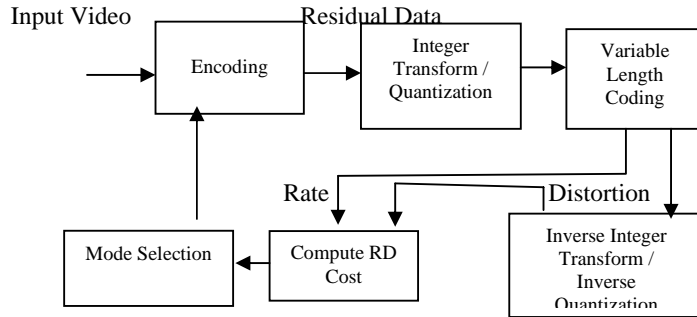 Input Video
Residual Data
Encoding
Integer
Transform /
Quantization
Variable
Length
Coding
Rate
Distortion
Mode Selection
Compute RD
Cost
Inverse Integer
Transform /
Inverse
Quantization